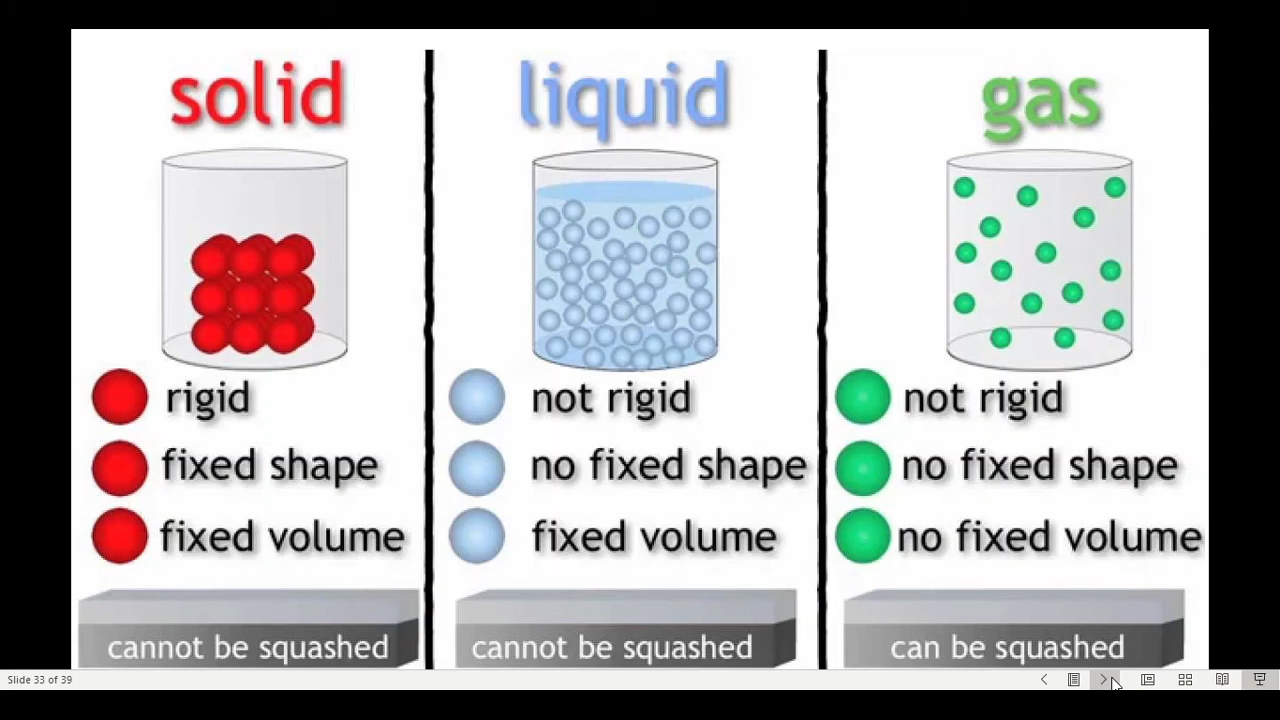 solid
rigid
fixed shape
fixed volume
cannot be squashed
liquid
not rigid
no fixed shape
fixed volume
cannot be squashed
gas
not rigid
no fixed shape
no fixed volume
can be squashed
Slide 33 of 39